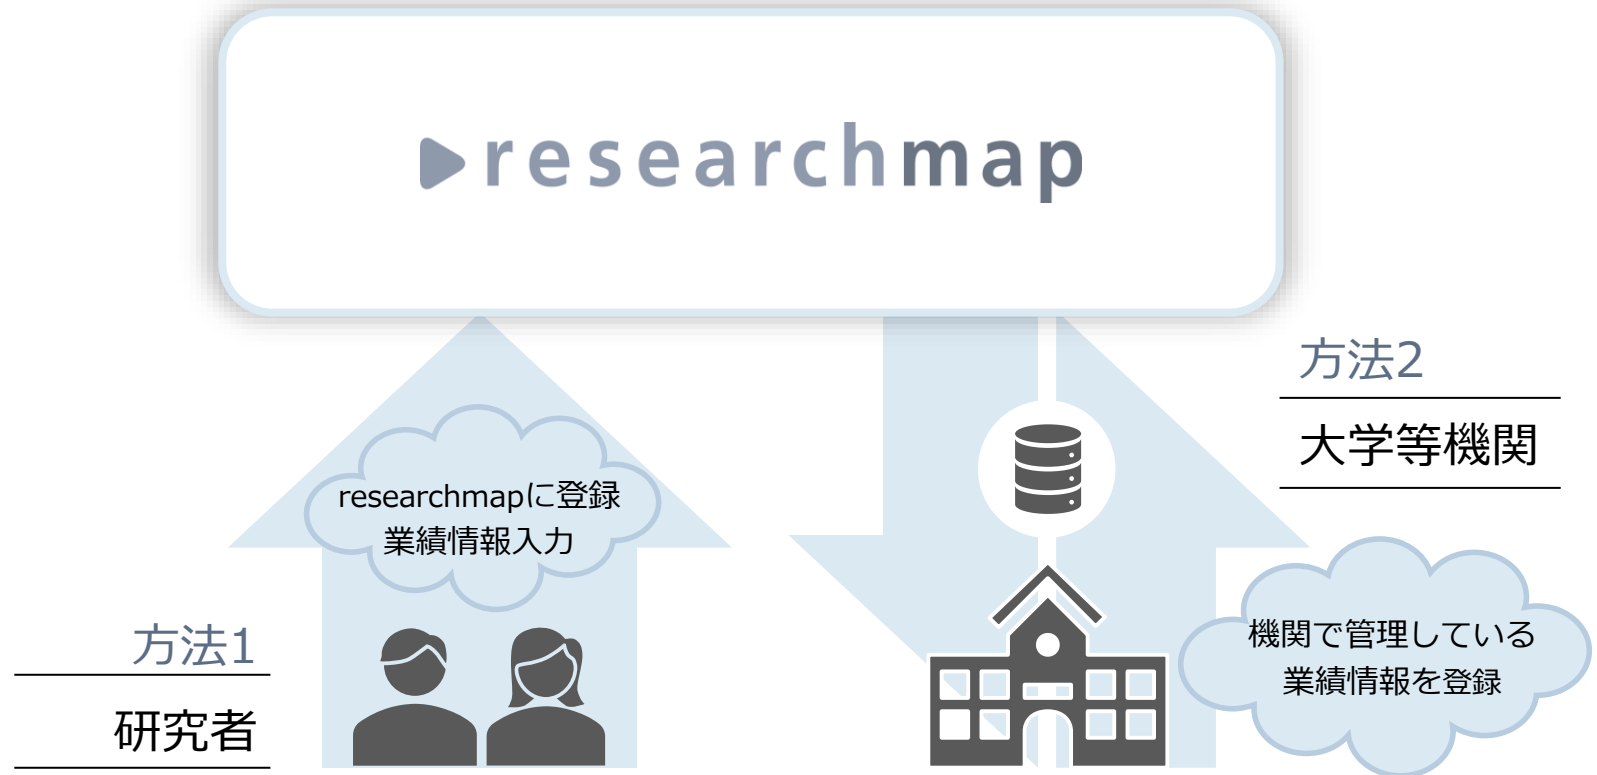 researchmap
方法1
研究者
researchmapに登録
業績情報入力
方法2
大学等機関
機関で管理している
業績情報を登録